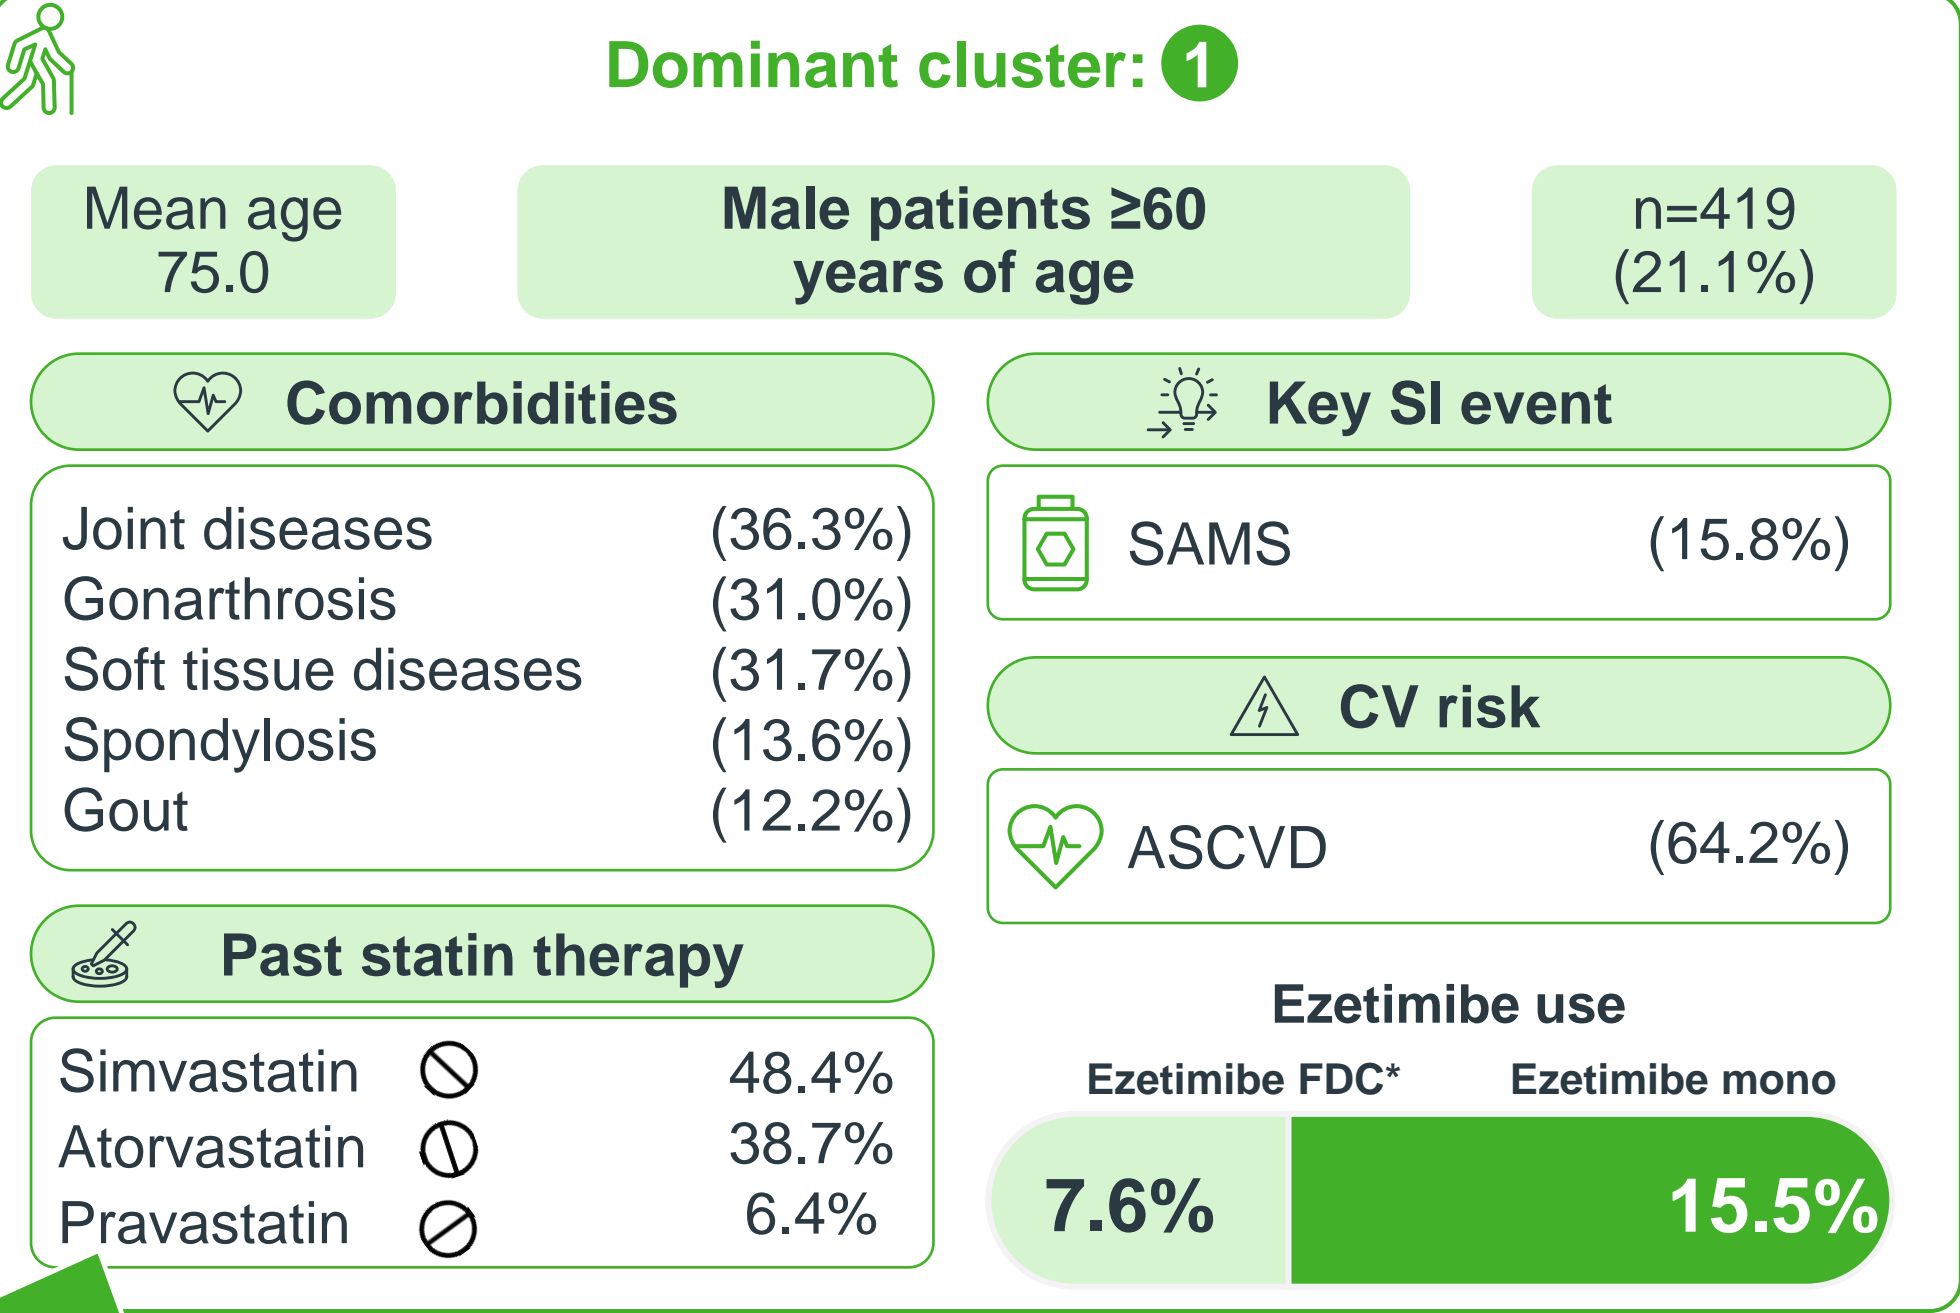 Dominant cluster: 1
Mean age
75.0
Male patients ≥60
years of age
n=419
(21.1%)
Comorbidities
Joint diseases (36.3%)
Gonarthrosis (31.0%)
Soft tissue diseases (31.7%)
Spondylosis (13.6%)
Gout (12.2%)
Past statin therapy
Simvastatin 48.4%
Atorvastatin 38.7%
Pravastatin 6.4%
Key SI event
SAMS (15.8%)
CV risk
ASCVD (64.2%)
Ezetimibe use
Ezetimibe FDC* Ezetimibe mono
7.6% 15.5%